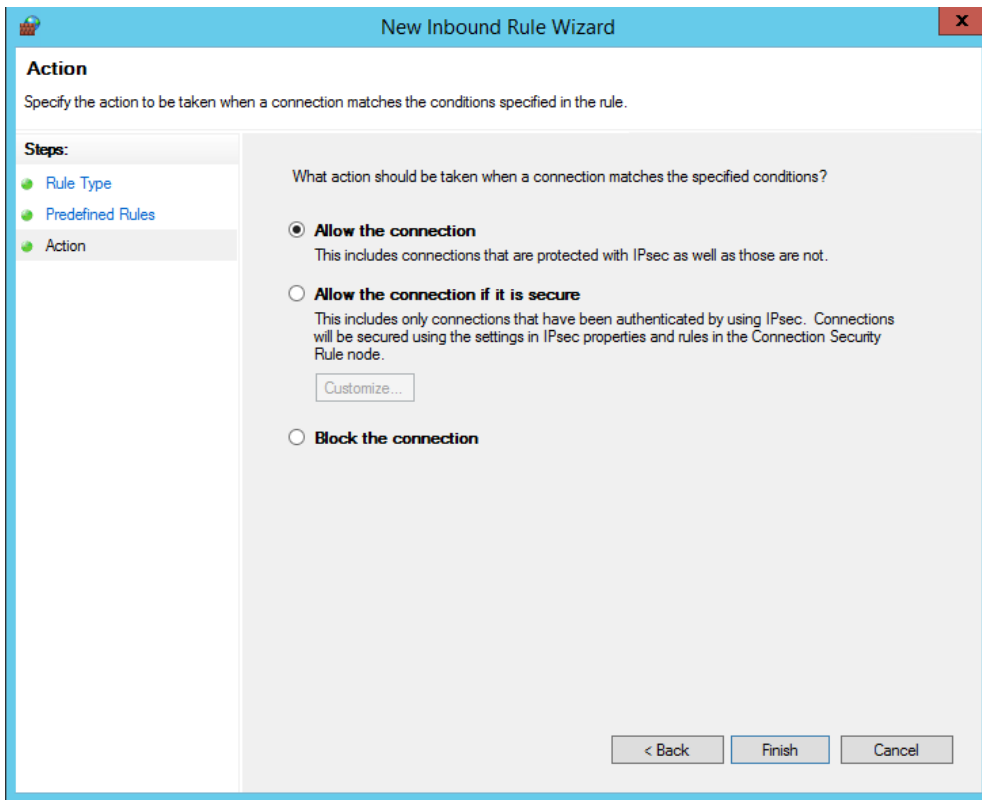 New Inbound Rule Wizard
x
Action
Specify the action to be taken when a connection matches the conditions specified in the rule.
Steps:
Rule Type
Predefined Rules
Action
What action should be taken when a connection matches the specified conditions?
Allow the connection
This includes connections that are protected with IPsec as well as those are not.
Allow the connection if it is secure
This includes only connections that have been authenticated by using IPsec. Connections
will be secured using the settings in IPsec properties and rules in the Connection Security
Rule node.
Customize...
Block the connection
< Back
Finish
Cancel